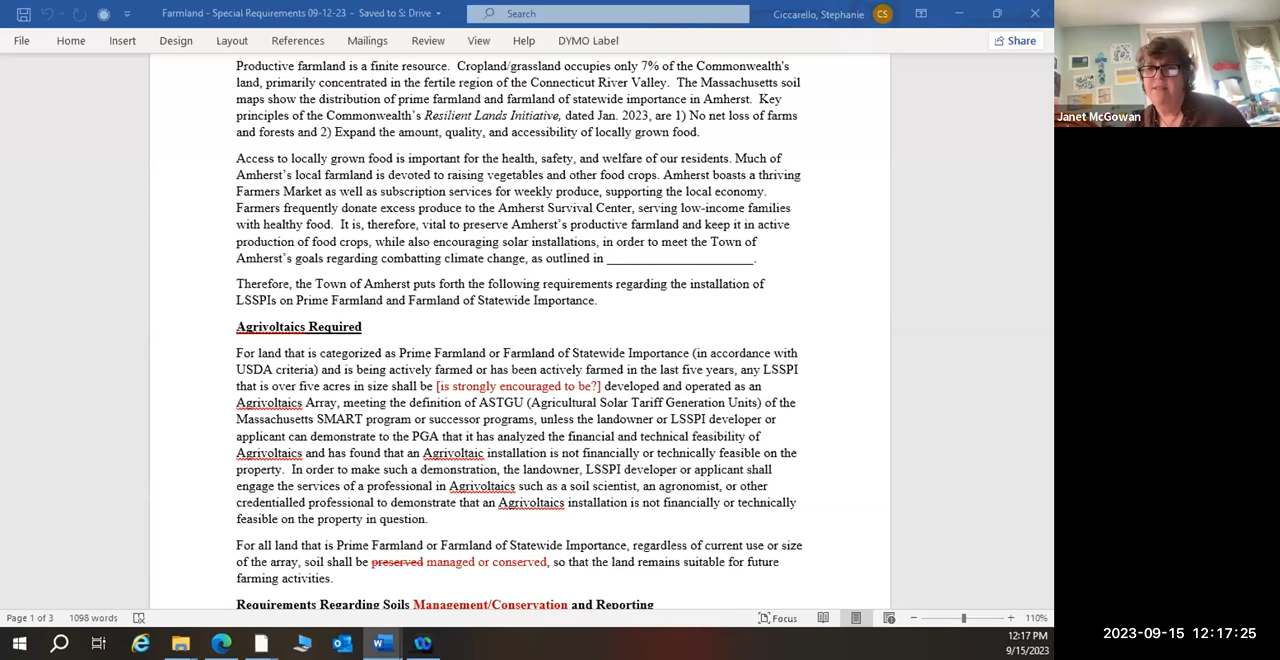 Farmland - Special Requirements 09-12-23 - Saved to S: Drive
Search
Ciccarello, Stephanie
CS
File Home Insert Design Layout References Mailings Review View Help DYMO Label
Share
Productive farmland is a finite resource. Cropland/grassland occupies only 7% of the Commonwealth's
land, primarily concentrated in the fertile region of the Connecticut River Valley. The Massachusetts soil
maps show the distribution of prime farmland and farmland of statewide importance in Amherst. Key
principles of the Commonwealth's Resilient Lands Initiative, dated Jan. 2023, are 1) No net loss of farms
and forests and 2) Expand the amount, quality, and accessibility of locally grown food.
Access to locally grown food is important for the health, safety, and welfare of our residents. Much of
Amherst's local farmland is devoted to raising vegetables and other food crops. Amherst boasts a thriving
Farmers Market as well as subscription services for weekly produce, supporting the local economy.
Farmers frequently donate excess produce to the Amherst Survival Center, serving low-income families
with healthy food. It is, therefore, vital to preserve Amherst's productive farmland and keep it in active
production of food crops, while also encouraging solar installations, in order to meet the Town of
Amherst's goals regarding combatting climate change, as outlined in _______________________.
Therefore, the Town of Amherst puts forth the following requirements regarding the installation of
LSSPIs on Prime Farmland and Farmland of Statewide Importance.
Agrivoltaics Required
For land that is categorized as Prime Farmland or Farmland of Statewide Importance (in accordance with
USDA criteria) and is being actively farmed or has been actively farmed in the last five years, any LSSPI
that is over five acres in size shall be [is strongly encouraged to be?] developed and operated as an
Agrivoltaics Array, meeting the definition of ASTGU (Agricultural Solar Tariff Generation Units) of the
Massachusetts SMART program or successor programs, unless the landowner or LSSPI developer or
applicant can demonstrate to the PGA that it has analyzed the financial and technical feasibility of
Agrivoltaics and has found that an Agrivoltaic installation is not financially or technically feasible on the
property. In order to make such a demonstration, the landowner, LSSPI developer or applicant shall
engage the services of a professional in Agrivoltaics such as a soil scientist, an agronomist, or other
credentialled professional to demonstrate that an Agrivoltaics installation is not financially or technically
feasible on the property in question.
For all land that is Prime Farmland or Farmland of Statewide Importance, regardless of current use or size
of the array, soil shall be preserved managed or conserved, so that the land remains suitable for future
farming activities.
Requirements Regarding Soils Management/Conservation and Reporting
Page 1 of 3 1098 words
Focus
110%
12:17 PM
9/15/2023
Janet McGowan
2023-09-15 12:17:25